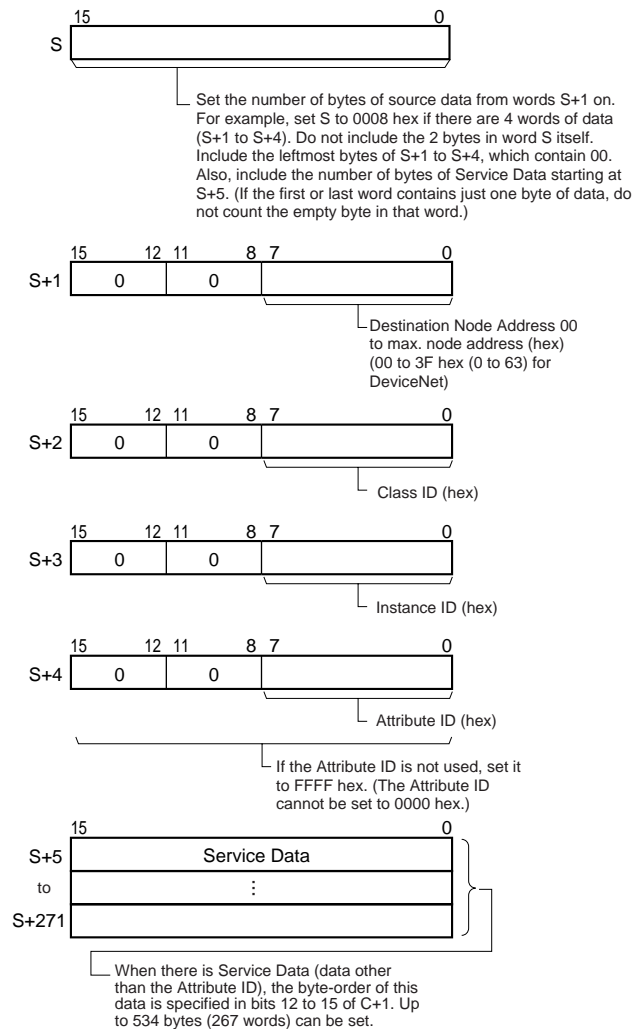 15 0
S
Set the number of bytes of source data from words S+1 on.
For example, set S to 0008 hex if there are 4 words of data
(S+1 to S+4). Do not include the 2 bytes in word S itself.
Include the leftmost bytes of S+1 to S+4, which contain 00.
Also, include the number of bytes of Service Data starting at
S+5. (If the first or last word contains just one byte of data, do
not count the empty byte in that word.)
15 12 11 8 7 0
S+1 0 0
Destination Node Address 00
to max. node address (hex)
(00 to 3F hex (0 to 63) for
DeviceNet)
15 12 11 8 7 0
S+2 0 0
Class ID (hex)
15 12 11 8 7 0
S+3 0 0
Instance ID (hex)
15 12 11 8 7 0
S+4 0 0
Attribute ID (hex)
If the Attribute ID is not used, set it
to FFFF hex. (The Attribute ID
cannot be set to 0000 hex.)
15 0
S+5 Service Data
to ⋮
S+271
When there is Service Data (data other
than the Attribute ID), the byte-order of this
data is specified in bits 12 to 15 of C+1. Up
to 534 bytes (267 words) can be set.